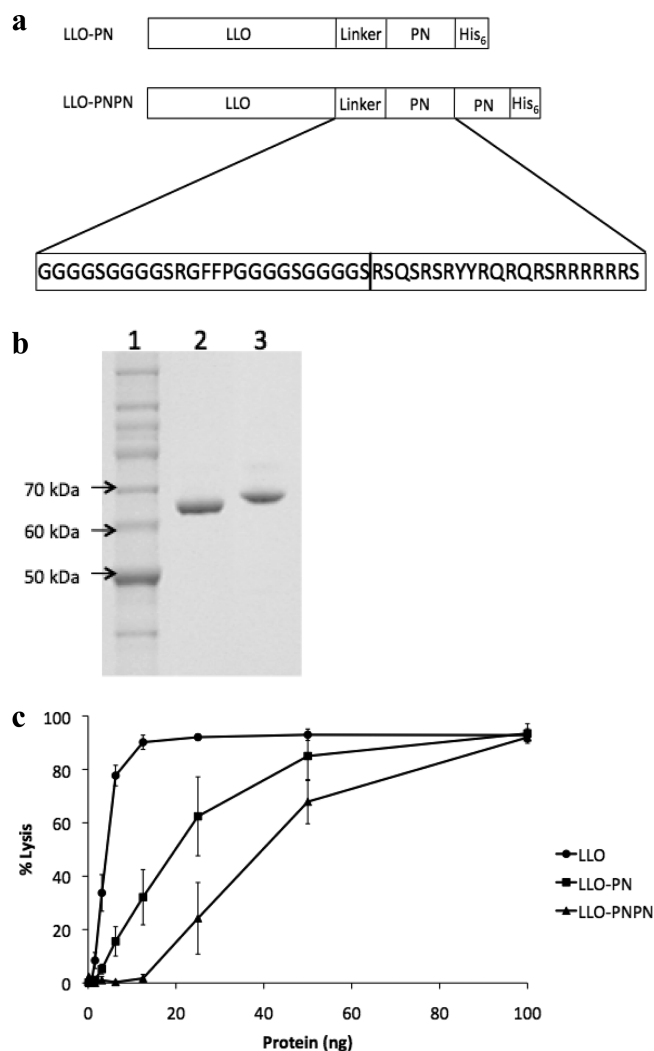 a
LLO-PN LLO Linker PN His6
LLO-PNPN LLO Linker PN PN His6
GGGGSGGGGSRGFFPGGGGSGGGGSRSQSRSRYYRQRQRSRRRRRRS
b
1 2 3
70 kDa
60 kDa
50 kDa
c
100
80
60
40
20
0
% Lysis
0 20 40 60 80 100
Protein (ng)
LLO
LLO-PN
LLO-PNPN